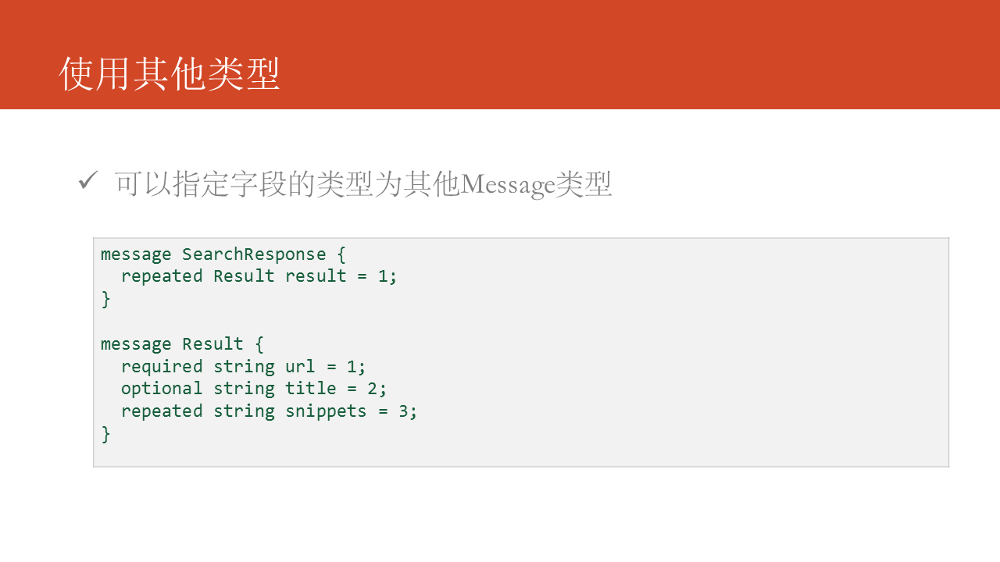 使用其他类型
✓ 可以指定字段的类型为其他Message类型
message SearchResponse {
  repeated Result result = 1;
}
message Result {
  required string url = 1;
  optional string title = 2;
  repeated string snippets = 3;
}